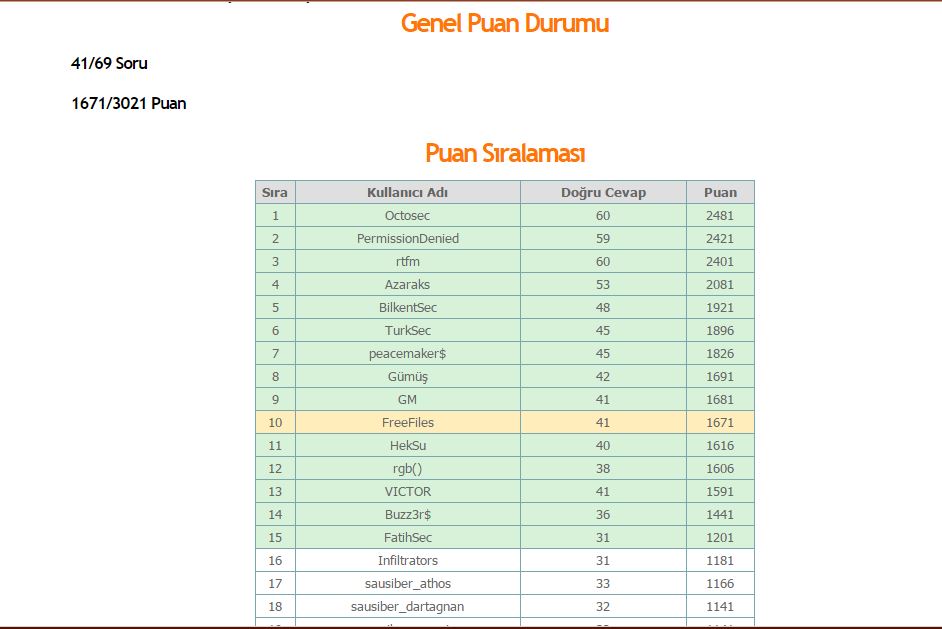 Genel Puan Durumu
41/69 Soru
1671/3021 Puan
Puan Sıralaması
Sıra Kullanıcı Adı Doğru Cevap Puan
1 Octosec 60 2481
2 PermissionDenied 59 2421
3 rtfm 60 2401
4 Azaraks 53 2081
5 BilkentSec 48 1921
6 TurkSec 45 1896
7 peacemaker$ 45 1826
8 Gümüş 42 1691
9 GM 41 1681
10 FreeFiles 41 1671
11 HekSu 40 1616
12 rgb() 38 1606
13 VICTOR 41 1591
14 Buzz3r$ 36 1441
15 FatihSec 31 1201
16 Infiltrators 31 1181
17 sausiber_athos 33 1166
18 sausiber_dartagnan 32 1141